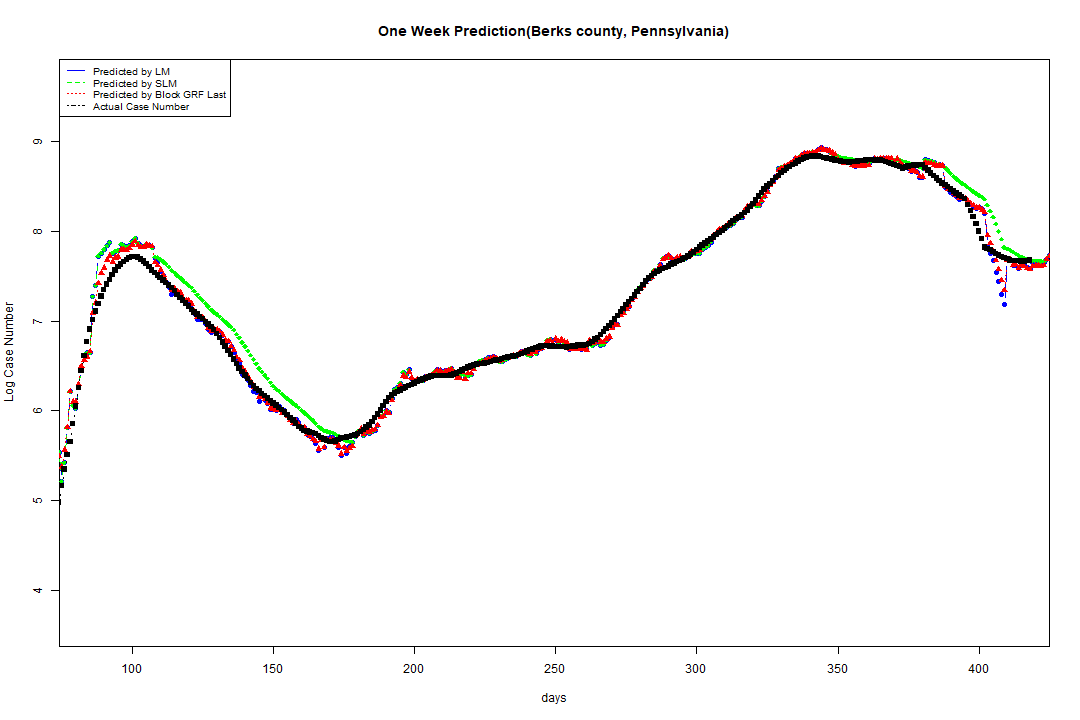 One Week Prediction(Berks county, Pennsylvania)
Predicted by LM
Predicted by SLM
Predicted by Block GRF Last
Actual Case Number
9
8
7
6
5
4
Log Case Number
100 150 200 250 300 350 400
days